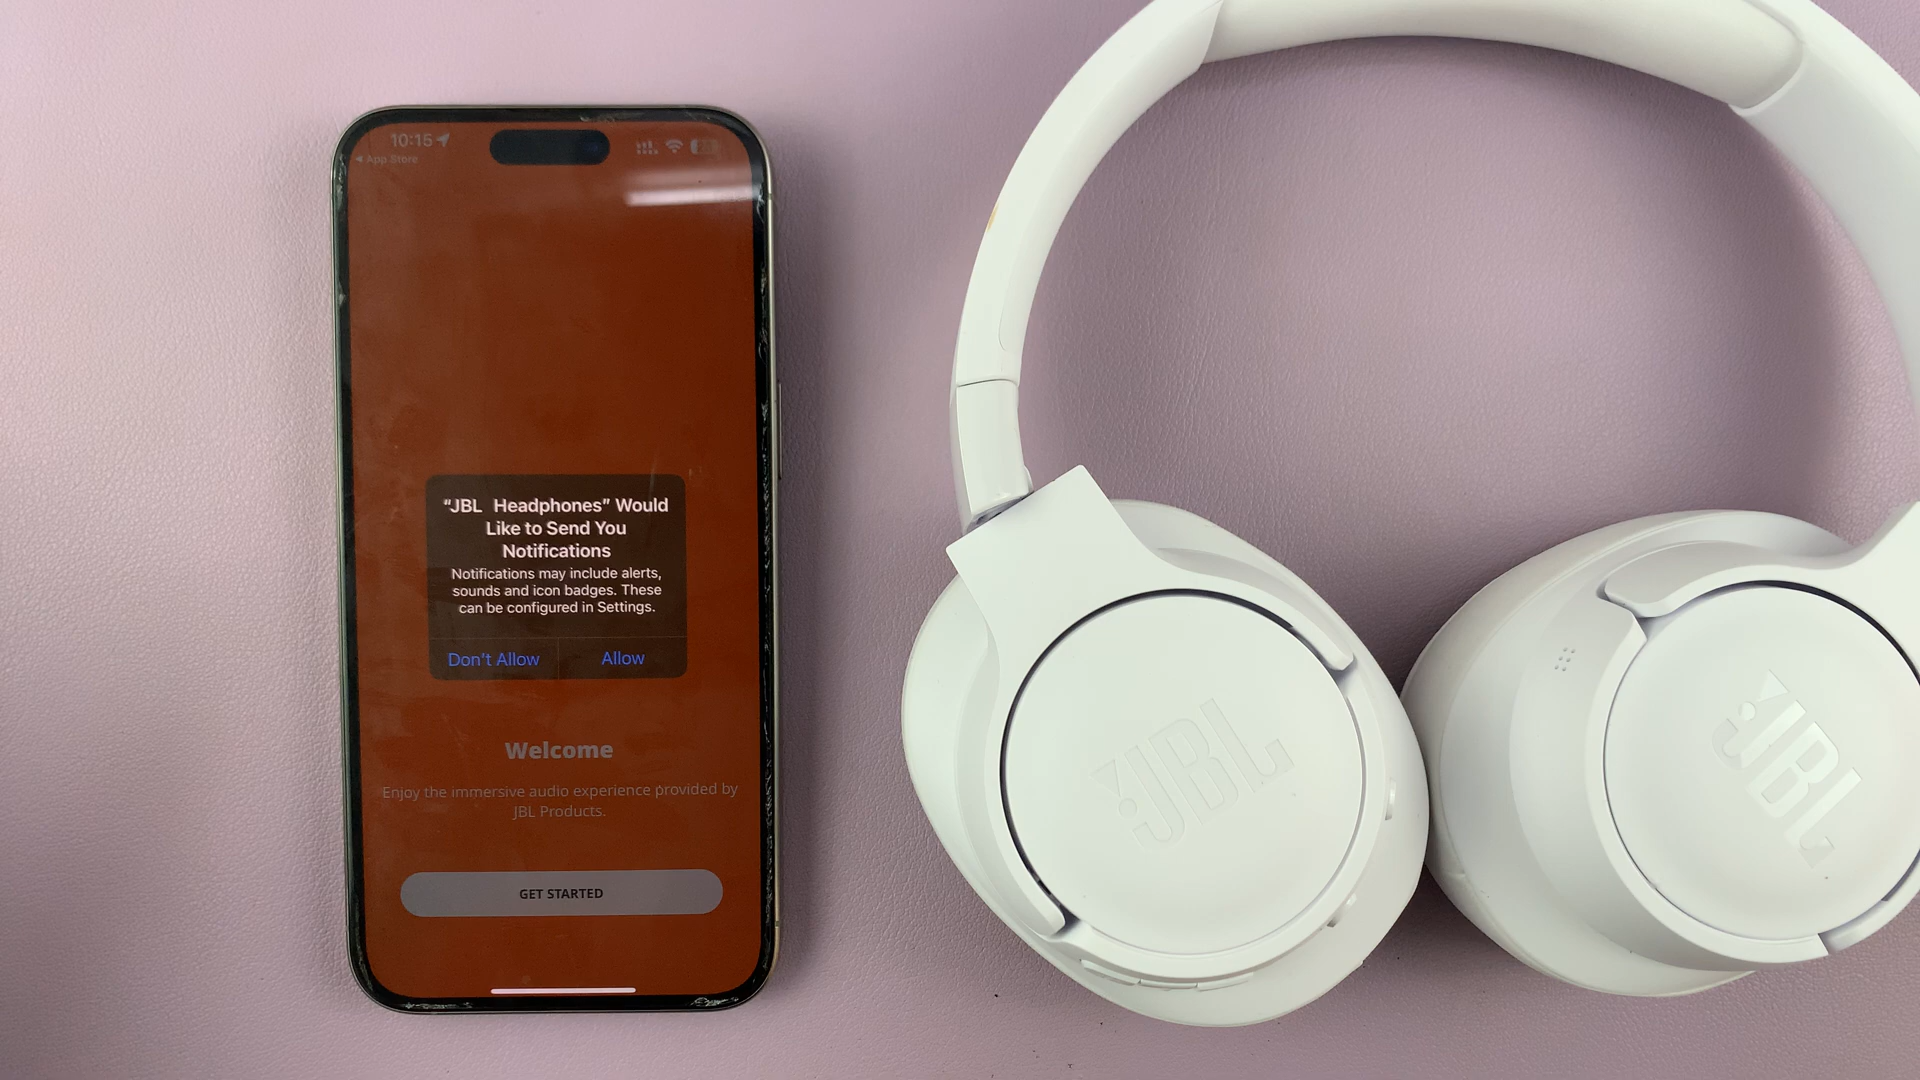 10:15
App Store
"JBL Headphones" Would
Like to Send You
Notifications
Notifications may include alerts,
sounds and icon badges. These
can be configured in Settings.
Don't Allow
Allow
Welcome
Enjoy the immersive audio experience provided by
JBL Products.
GET STARTED
JBL
JBL